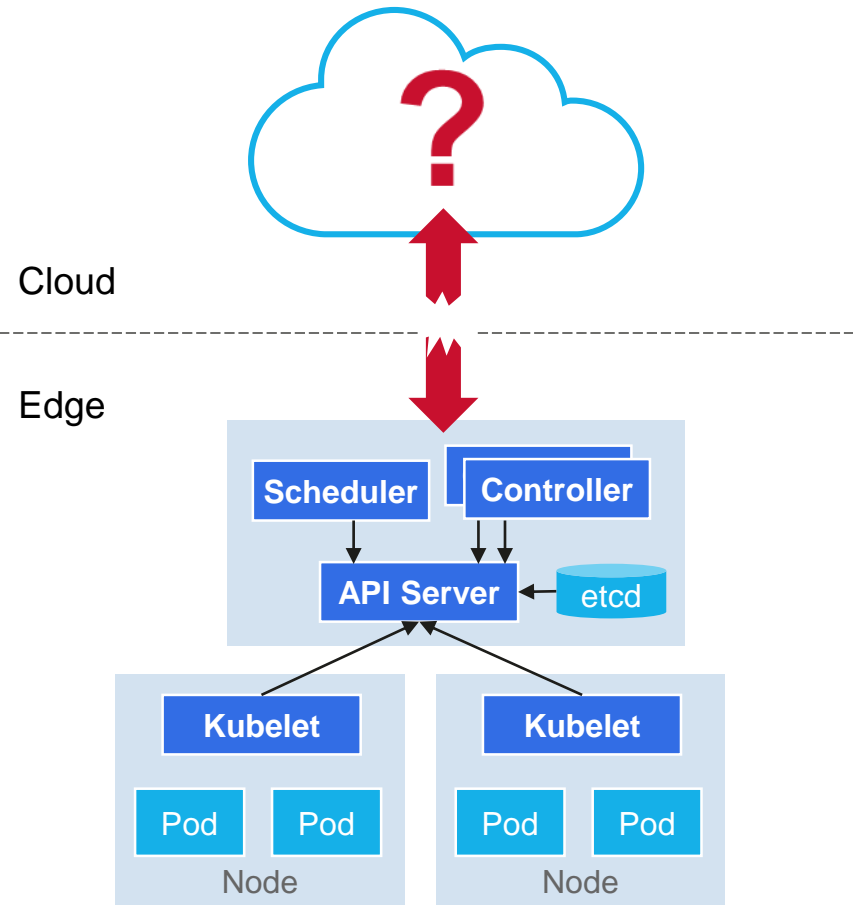 ?
Cloud
Edge
Scheduler
Controller
API Server
etcd
Kubelet
Kubelet
Pod
Pod
Pod
Pod
Node
Node